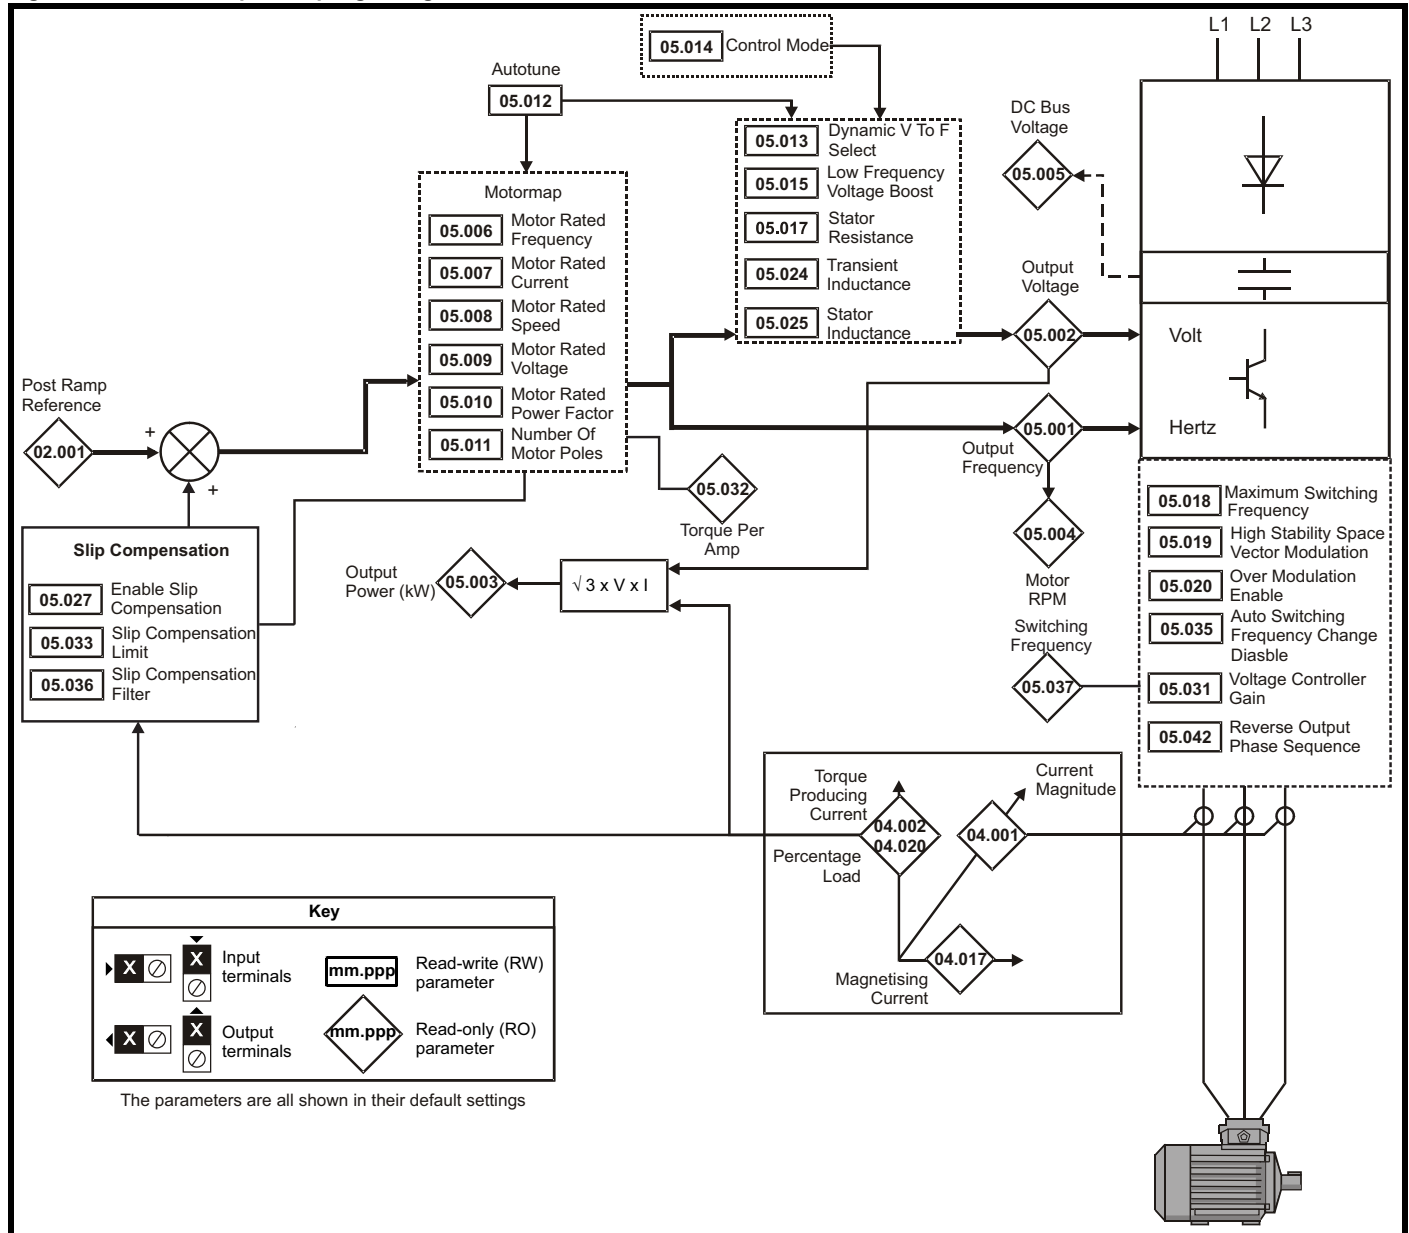 05.014 Control Mode
L1 L2 L3
Autotune
05.012
DC Bus
Voltage
05.005
05.013 Dynamic V To F
Select
05.015 Low Frequency
Voltage Boost
05.017 Stator
Resistance
05.024 Transient
Inductance
05.025 Stator
Inductance
Motormap
05.006 Motor Rated
Frequency
05.007 Motor Rated
Current
05.008 Motor Rated
Speed
05.009 Motor Rated
Voltage
05.010 Motor Rated
Power Factor
05.011 Number Of
Motor Poles
Output
Voltage
05.002
Volt
Hertz
Post Ramp
Reference
02.001
+
+
05.001
Output
Frequency
05.004
Motor
RPM
05.032
Torque Per
Amp
Slip Compensation
05.027 Enable Slip
Compensation
05.033 Slip Compensation
Limit
05.036 Slip Compensation
Filter
Output
Power (kW)
05.003
√ 3 x V x I
Switching
Frequency
05.037
05.018 Maximum Switching
Frequency
05.019 High Stability Space
Vector Modulation
05.020 Over Modulation
Enable
05.035 Auto Switching
Frequency Change
Diasble
05.031 Voltage Controller
Gain
05.042 Reverse Output
Phase Sequence
Torque
Producing
Current
04.002
04.020
Percentage
Load
Current
Magnitude
04.001
04.017
Magnetising
Current
Key
X X Input
terminals
mm.ppp Read-write (RW)
parameter
X X Output
terminals
mm.ppp Read-only (RO)
parameter
The parameters are all shown in their default settings